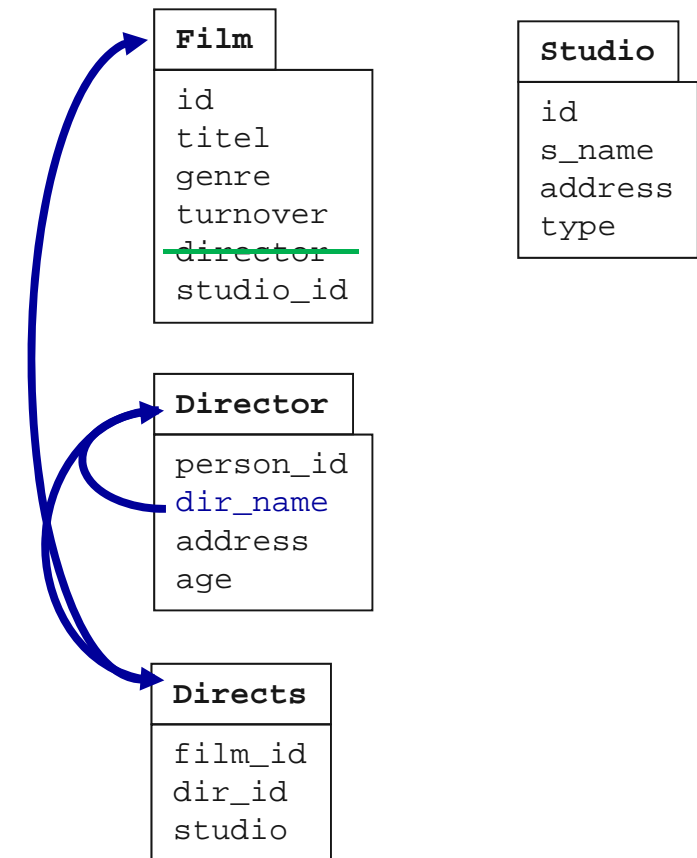 Film
id
titel
genre
turnover
director
studio_id
Studio
id
s_name
address
type
Director
person_id
dir_name
address
age
Directs
film_id
dir_id
studio